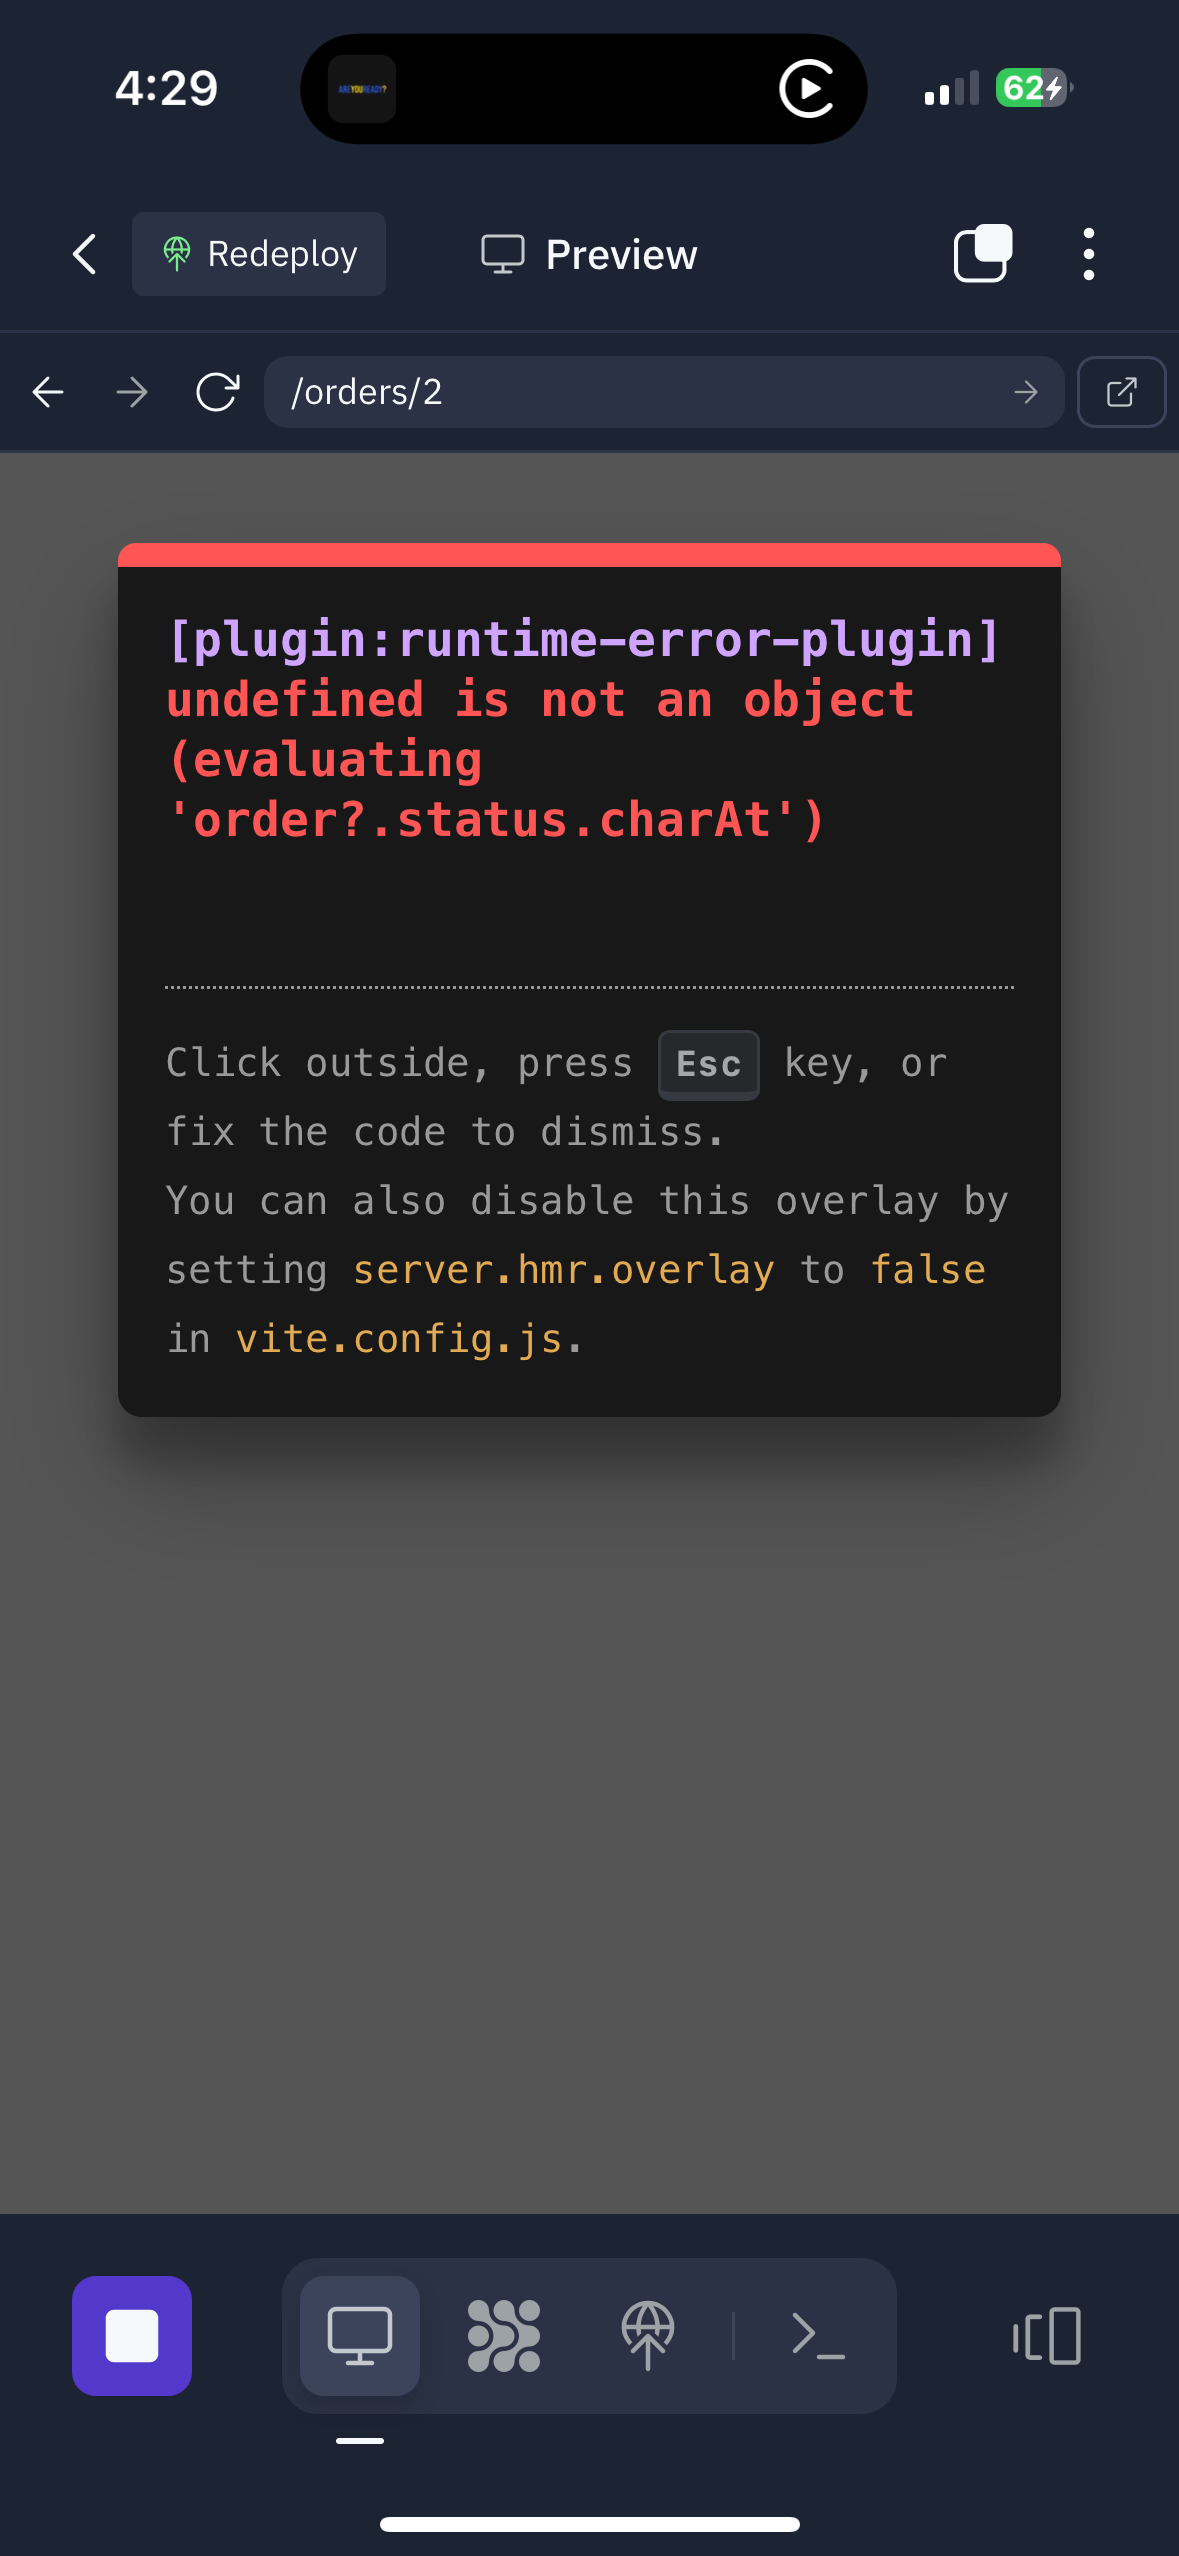 4:29
AREYOUREADY?
62
Redeploy
Preview
/orders/2
[plugin:runtime-error-plugin]
undefined is not an object
(evaluating
'order?.status.charAt')
Click outside, press Esc key, or
fix the code to dismiss.
You can also disable this overlay by
setting server.hmr.overlay to false
in vite.config.js.